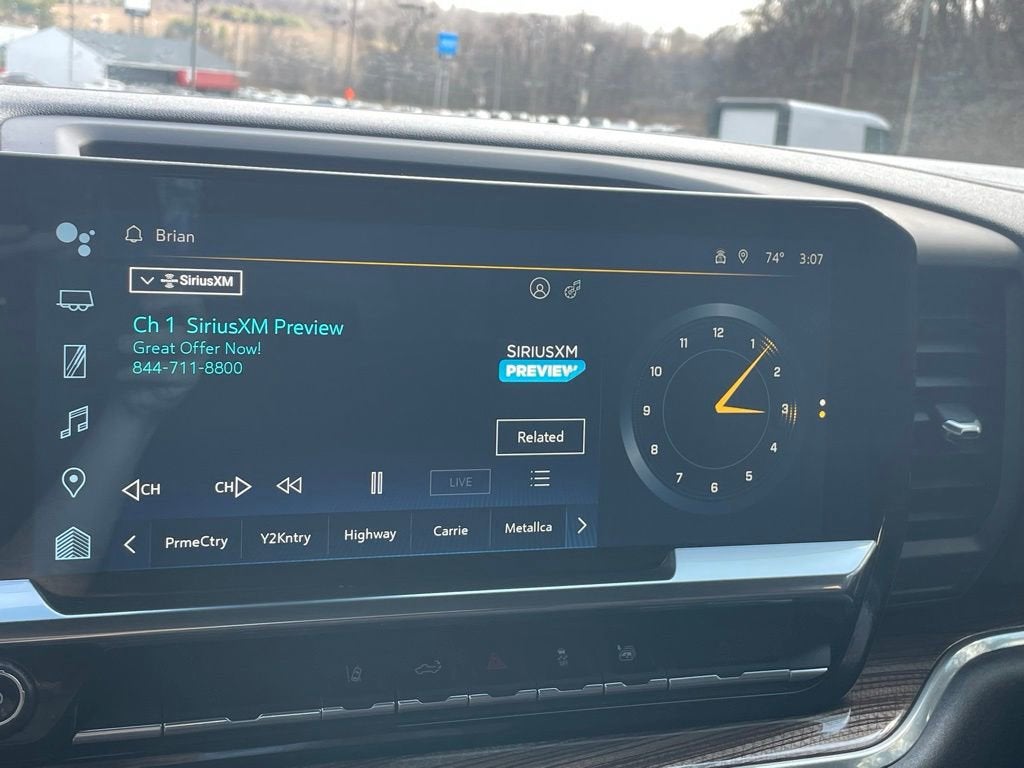 Brian
74° 3:07
SiriusXM
Ch 1 SiriusXM Preview
Great Offer Now!
844-711-8800
SIRIUSXM
PREVIEW
Related
CH
CH
LIVE
PrmeCtry
Y2Kntry
Highway
Carrie
Metallca
12
1
2
3
4
5
6
7
8
9
10
11